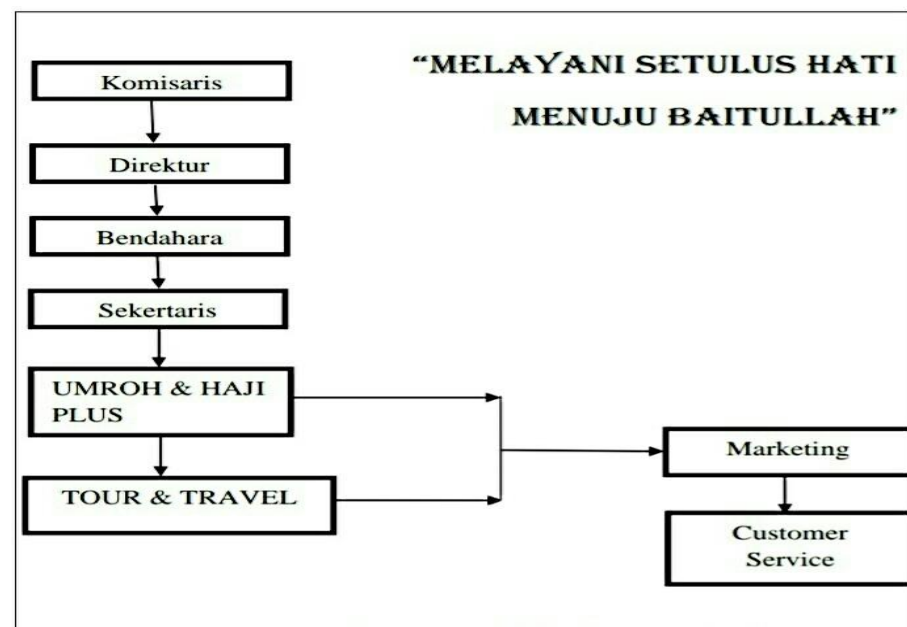 “MELAYANI SETULUS HATI
MENUJU BAITULLAH”
Komisaris
Direktur
Bendahara
Sekertaris
UMROH & HAJI
PLUS
TOUR & TRAVEL
Marketing
Customer
Service